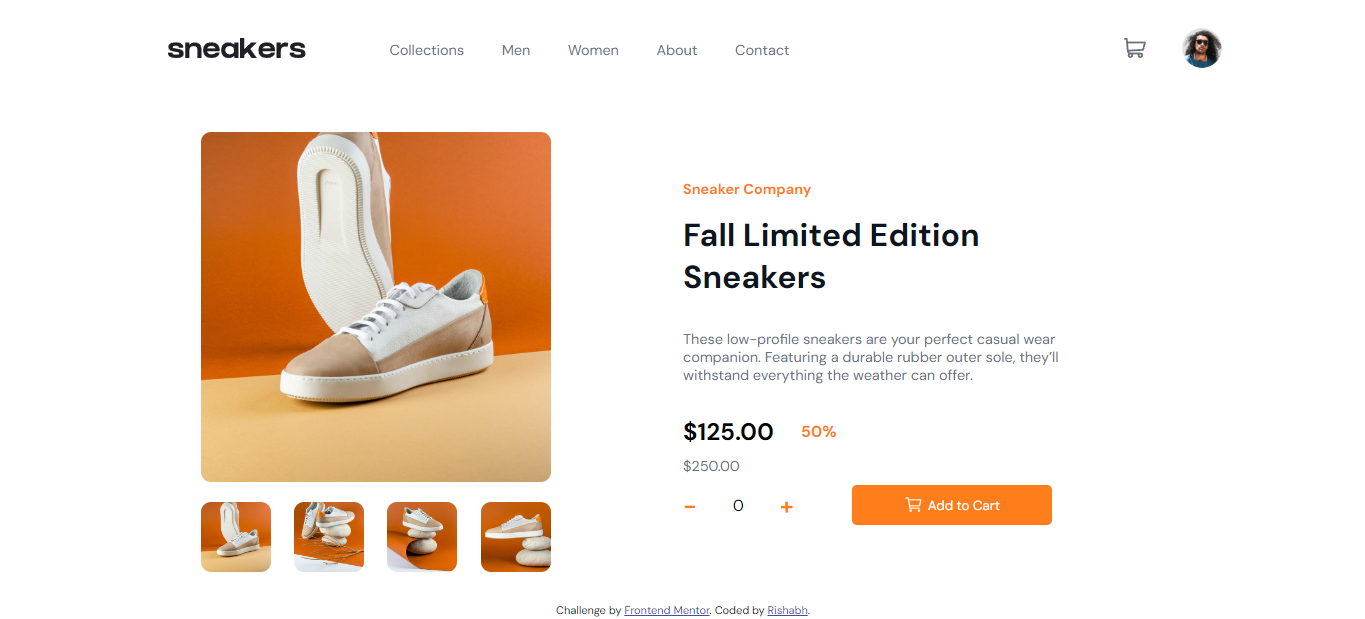 sneakers
Collections Men Women About Contact
Sneaker Company
Fall Limited Edition
Sneakers
These low-profile sneakers are your perfect casual wear
companion. Featuring a durable rubber outer sole, they’ll
withstand everything the weather can offer.
$125.00 50%
$250.00
− 0 + Add to Cart
Challenge by Frontend Mentor. Coded by Rishabh.